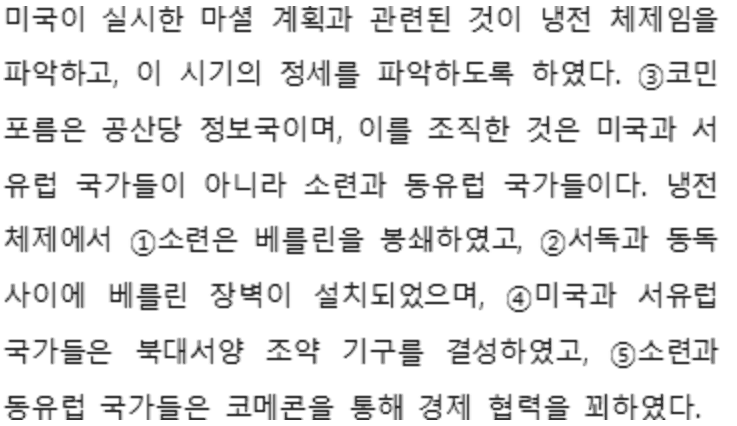 미국이 실시한 마셜 계획과 관련된 것이 냉전 체제임을
파악하고, 이 시기의 정세를 파악하도록 하였다. ③코민
포름은 공산당 정보국이며, 이를 조직한 것은 미국과 서
유럽 국가들이 아니라 소련과 동유럽 국가들이다. 냉전
체제에서 ①소련은 베를린을 봉쇄하였고, ②서독과 동독
사이에 베를린 장벽이 설치되었으며, ④미국과 서유럽
국가들은 북대서양 조약 기구를 결성하였고, ⑤소련과
동유럽 국가들은 코메콘을 통해 경제 협력을 꾀하였다.